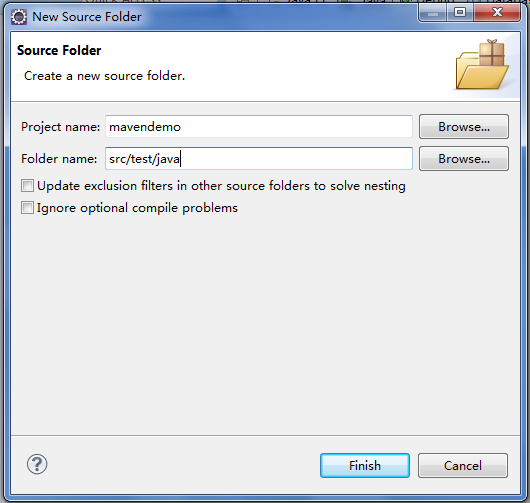 New Source Folder
Source Folder
Create a new source folder.
Project name: mavendemo Browse...
Folder name: src/test/java Browse...
Update exclusion filters in other source folders to solve nesting
Ignore optional compile problems
? Finish Cancel